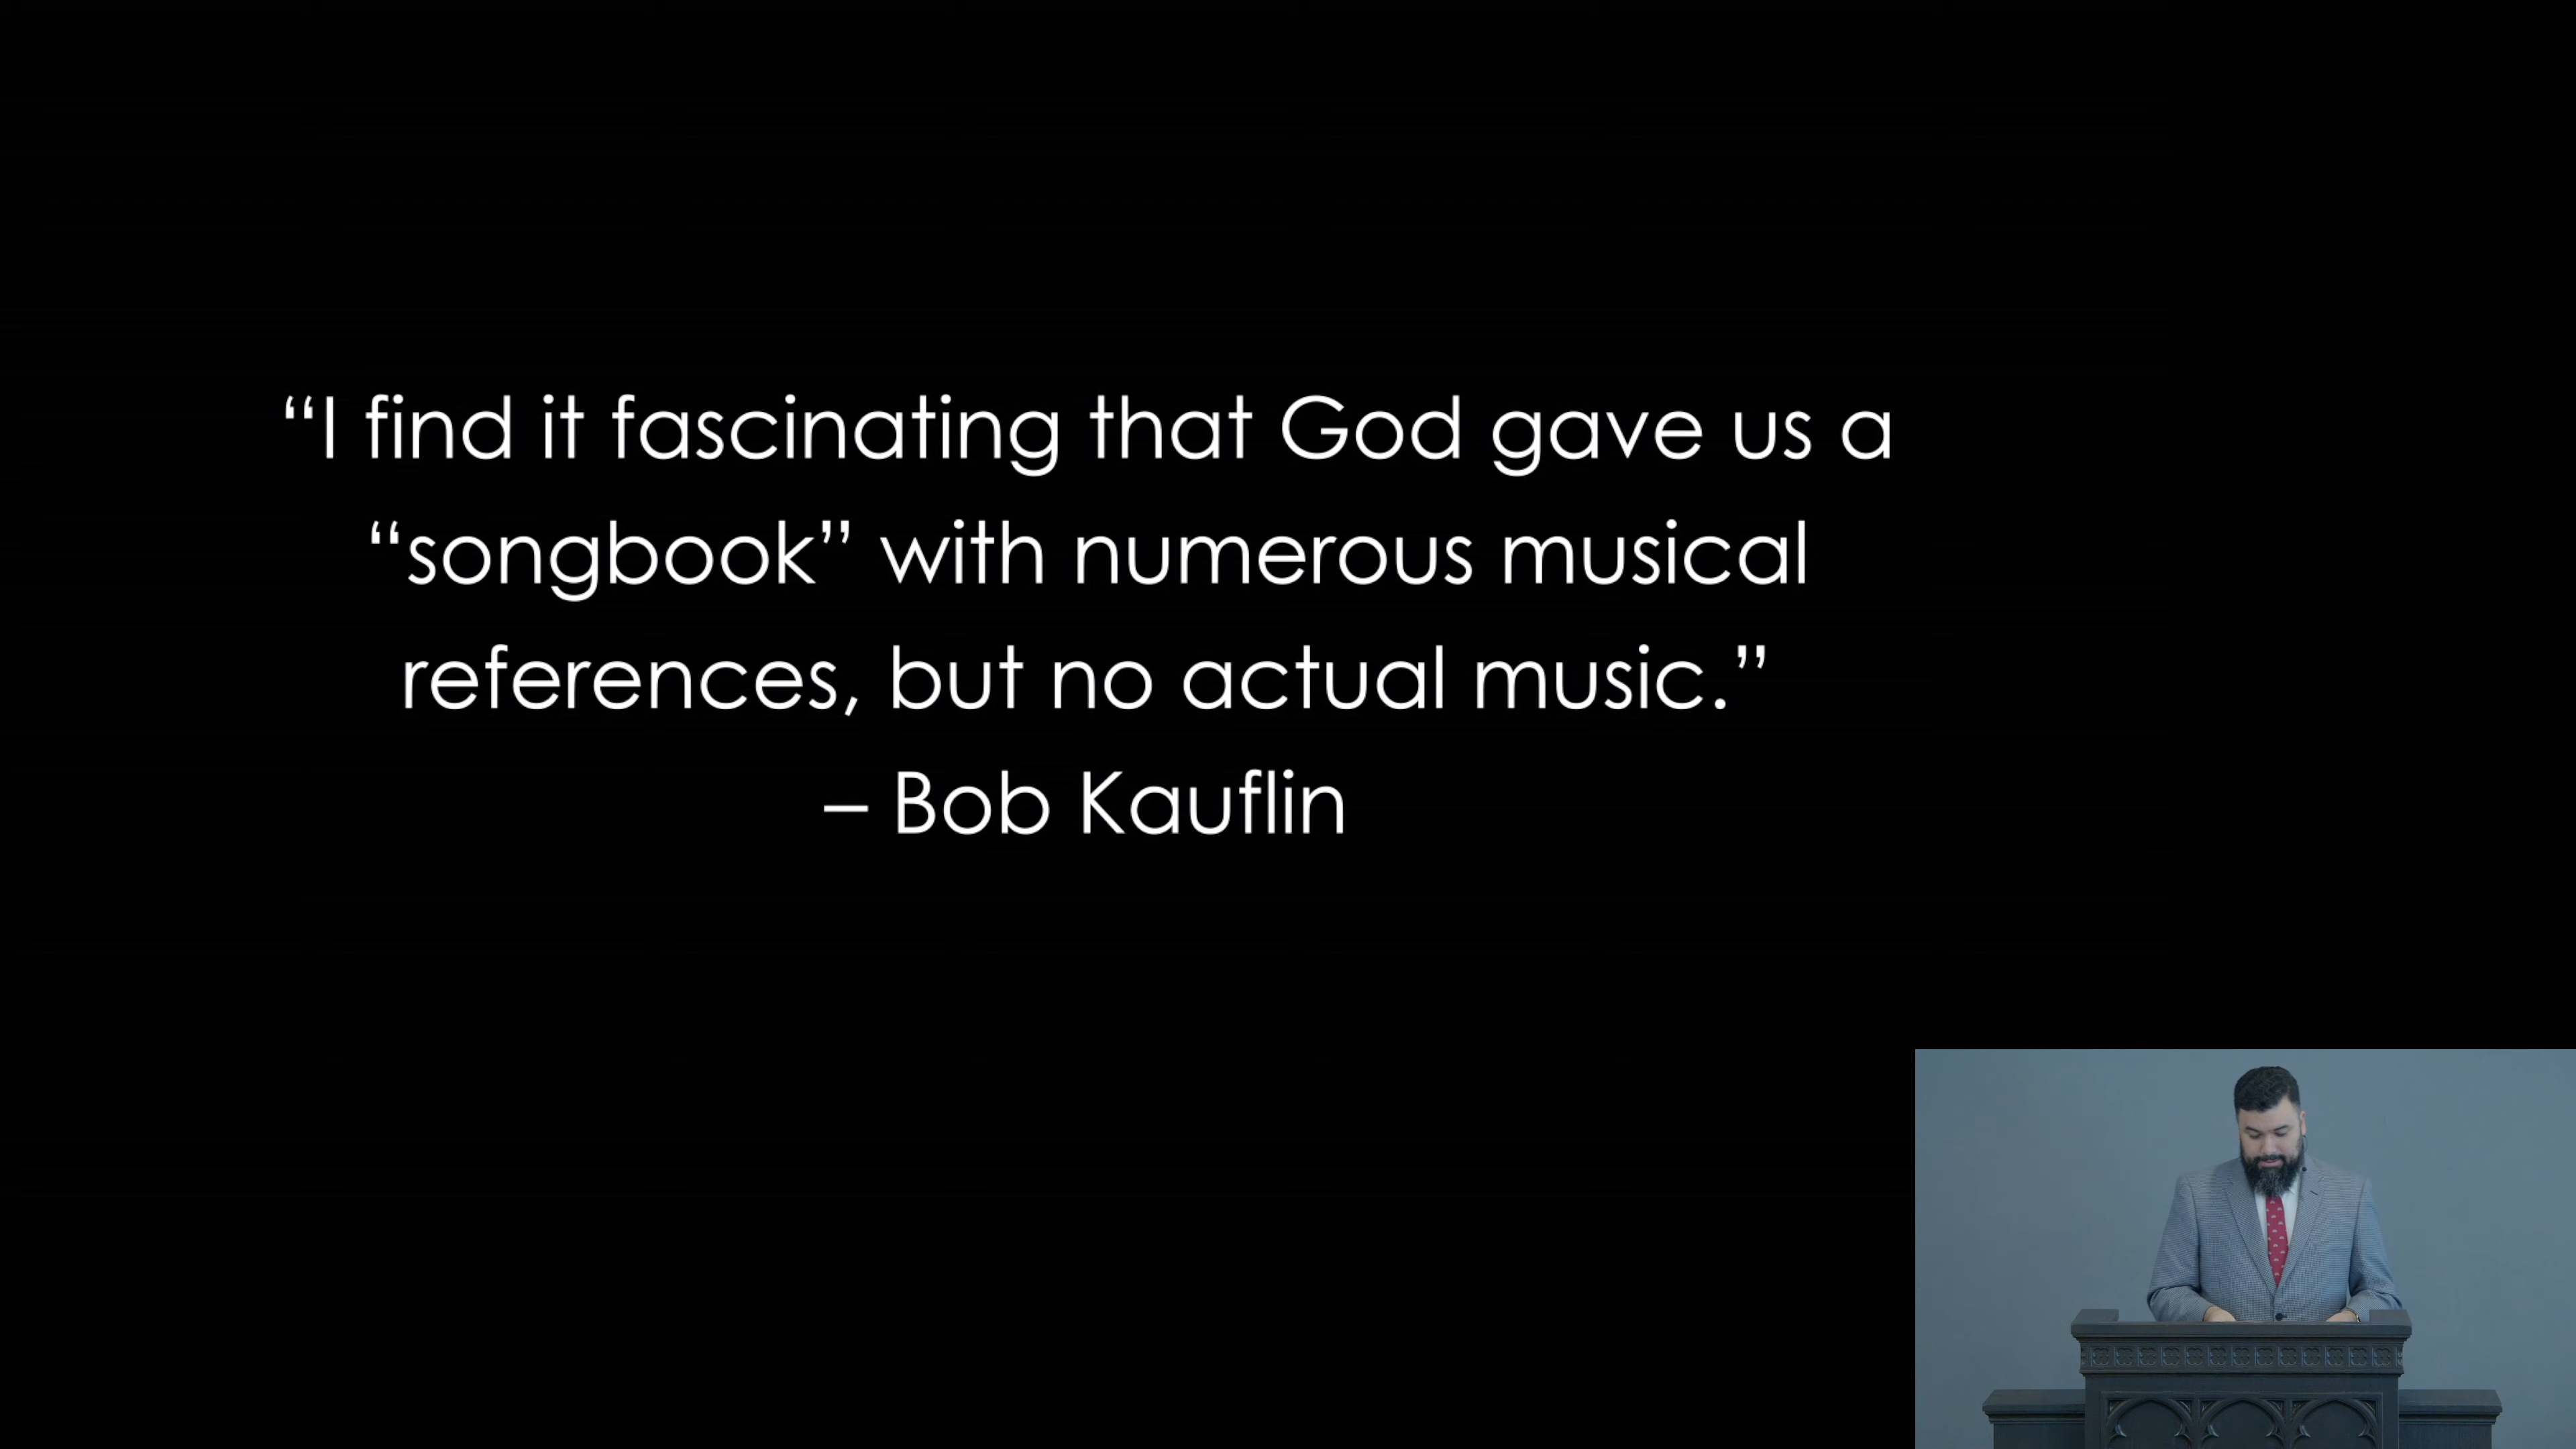 “I find it fascinating that God gave us a
“songbook” with numerous musical
references, but no actual music.”
– Bob Kauflin